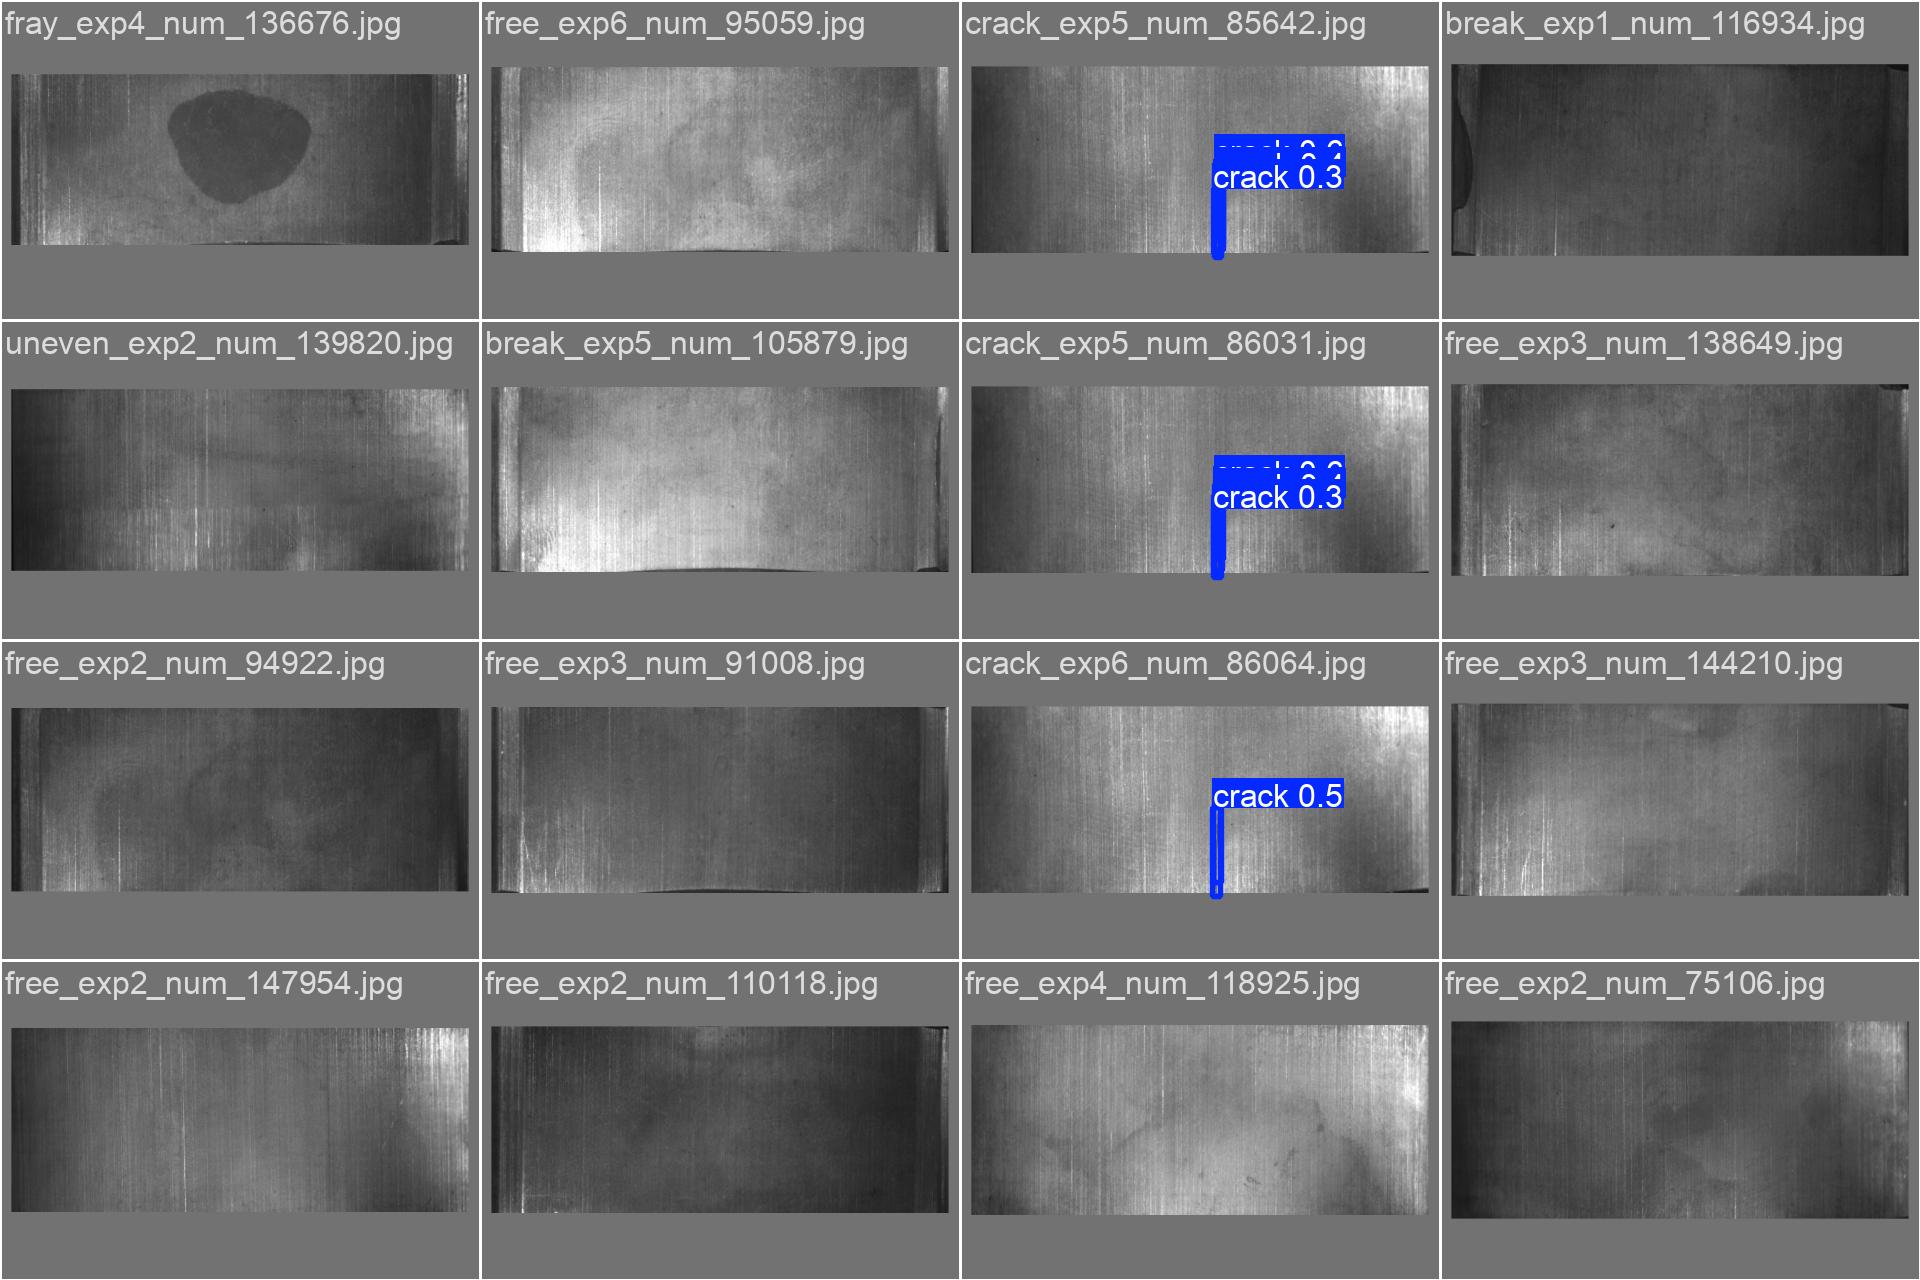 fray_exp4_num_136676.jpg
free_exp6_num_95059.jpg
crack_exp5_num_85642.jpg
break_exp1_num_116934.jpg
crack 0.3
uneven_exp2_num_139820.jpg
break_exp5_num_105879.jpg
crack_exp5_num_86031.jpg
free_exp3_num_138649.jpg
crack 0.3
free_exp2_num_94922.jpg
free_exp3_num_91008.jpg
crack_exp6_num_86064.jpg
free_exp3_num_144210.jpg
crack 0.5
free_exp2_num_147954.jpg
free_exp2_num_110118.jpg
free_exp4_num_118925.jpg
free_exp2_num_75106.jpg